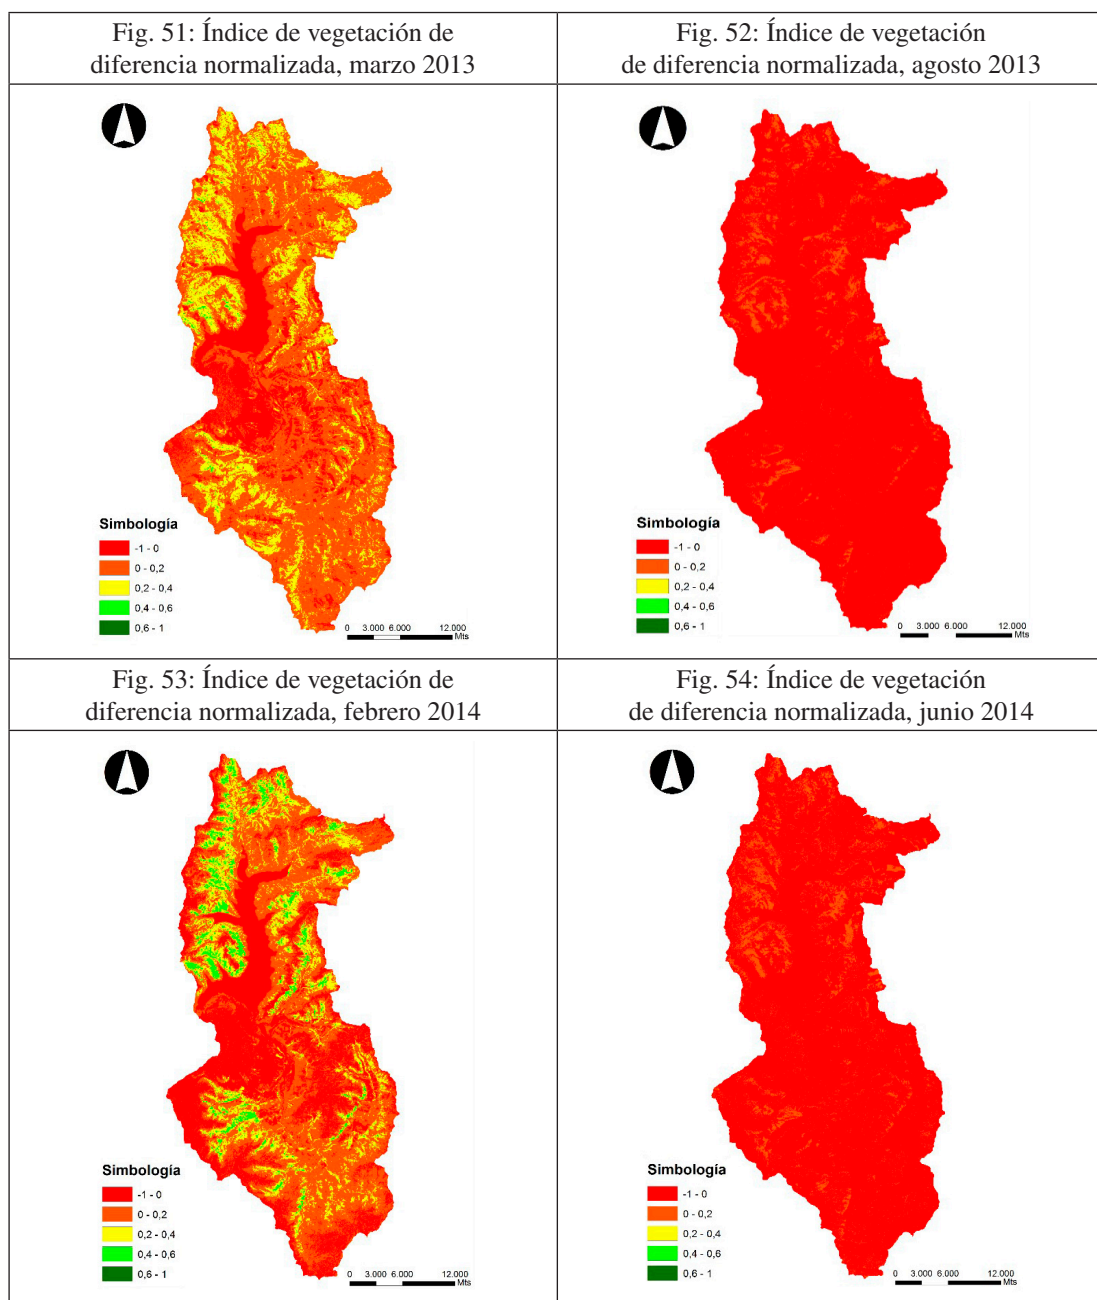 Fig. 51: Índice de vegetación de
diferencia normalizada, marzo 2013
Fig. 52: Índice de vegetación
de diferencia normalizada, agosto 2013
Simbología
-1 - 0
0 - 0,2
0,2 - 0,4
0,4 - 0,6
0,6 - 1
0 3.000 6.000 12.000
Mts
Simbología
-1 - 0
0 - 0,2
0,2 - 0,4
0,4 - 0,6
0,6 - 1
0 3.000 6.000 12.000
Mts
Fig. 53: Índice de vegetación de
diferencia normalizada, febrero 2014
Fig. 54: Índice de vegetación
de diferencia normalizada, junio 2014
Simbología
-1 - 0
0 - 0,2
0,2 - 0,4
0,4 - 0,6
0,6 - 1
0 3.000 6.000 12.000
Mts
Simbología
-1 - 0
0 - 0,2
0,2 - 0,4
0,4 - 0,6
0,6 - 1
0 3.000 6.000 12.000
Mts